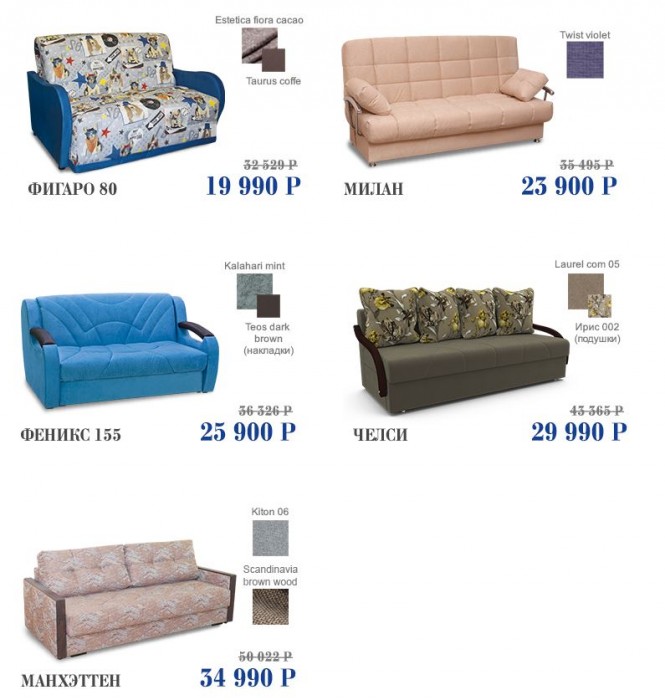 Estetica fiora cacao
Taurus coffe
32 529 Р
ФИГАРО 80
19 990 Р
Twist violet
35 495 Р
МИЛАН
23 900 Р
Kalahari mint
Teos dark
brown
(накладки)
36 326 Р
ФЕНИКС 155
25 900 Р
Laurel com 05
Ирис 002
(подушки)
43 365 Р
ЧЕЛСИ
29 990 Р
Kiton 06
Scandinavia
brown wood
50 022 Р
МАНХЭТТЕН
34 990 Р